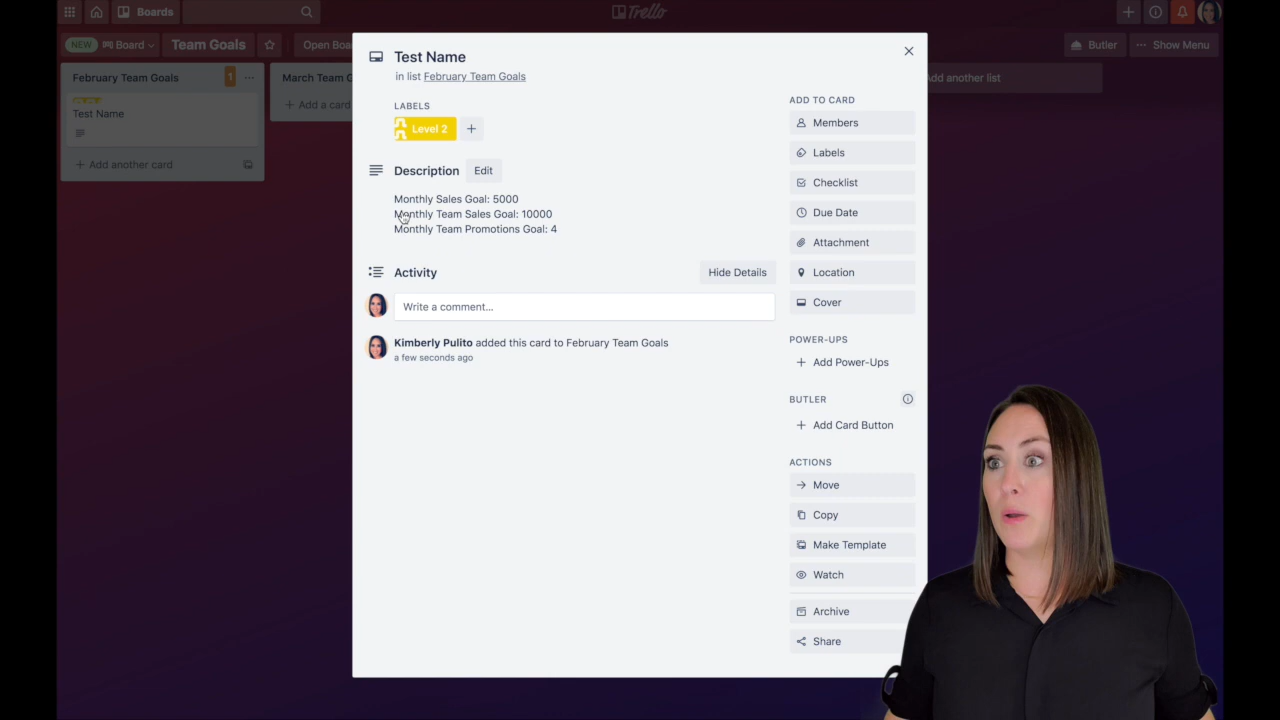 Boards
Trello
NEW Board
Team Goals
Open Boa
Butler
Show Menu
February Team Goals
1
Test Name
Add another card
March Team G
Add a card
Add another list
Test Name
in list February Team Goals
LABELS
Level 2
Description
Edit
Monthly Sales Goal: 5000
Monthly Team Sales Goal: 10000
Monthly Team Promotions Goal: 4
Activity
Hide Details
Write a comment...
Kimberly Pulito added this card to February Team Goals
a few seconds ago
ADD TO CARD
Members
Labels
Checklist
Due Date
Attachment
Location
Cover
POWER-UPS
Add Power-Ups
BUTLER
Add Card Button
ACTIONS
Move
Copy
Make Template
Watch
Archive
Share